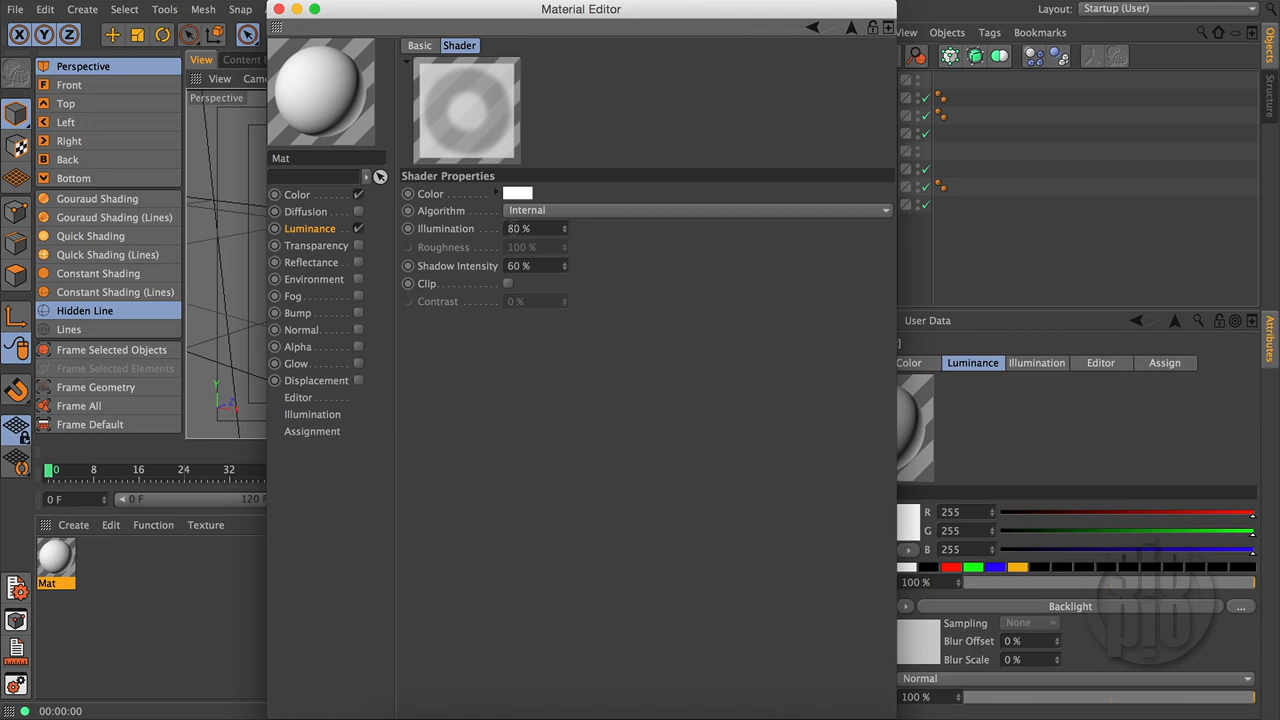 File Edit Create Select Tools Mesh Snap
Material Editor
Layout: Startup (User)
X Y Z
View Content
View Came
Perspective
View Objects Tags Bookmarks
Objects
Structure
Perspective
F Front
Top
Left
Right
B Back
Bottom
Gouraud Shading
Gouraud Shading (Lines)
Quick Shading
Quick Shading (Lines)
Constant Shading
Constant Shading (Lines)
Hidden Line
Lines
Frame Selected Objects
Frame Selected Elements
Frame Geometry
Frame All
Frame Default
Y
Z
0 8 16 24 32
0 F 0 F 120 F
Create Edit Function Texture
Mat
00:00:00
Basic Shader
Mat
Color
Diffusion
Luminance
Transparency
Reflectance
Environment
Fog
Bump
Normal
Alpha
Glow
Displacement
Editor
Illumination
Assignment
Shader Properties
Color
Algorithm Internal
Illumination 80 %
Roughness 100 %
Shadow Intensity 60 %
Clip
Contrast 0 %
User Data
Attributes
Color Luminance Illumination Editor Assign
R 255
G 255
B 255
100 %
Backlight ...
Sampling None
Blur Offset 0 %
Blur Scale 0 %
Normal
100 %